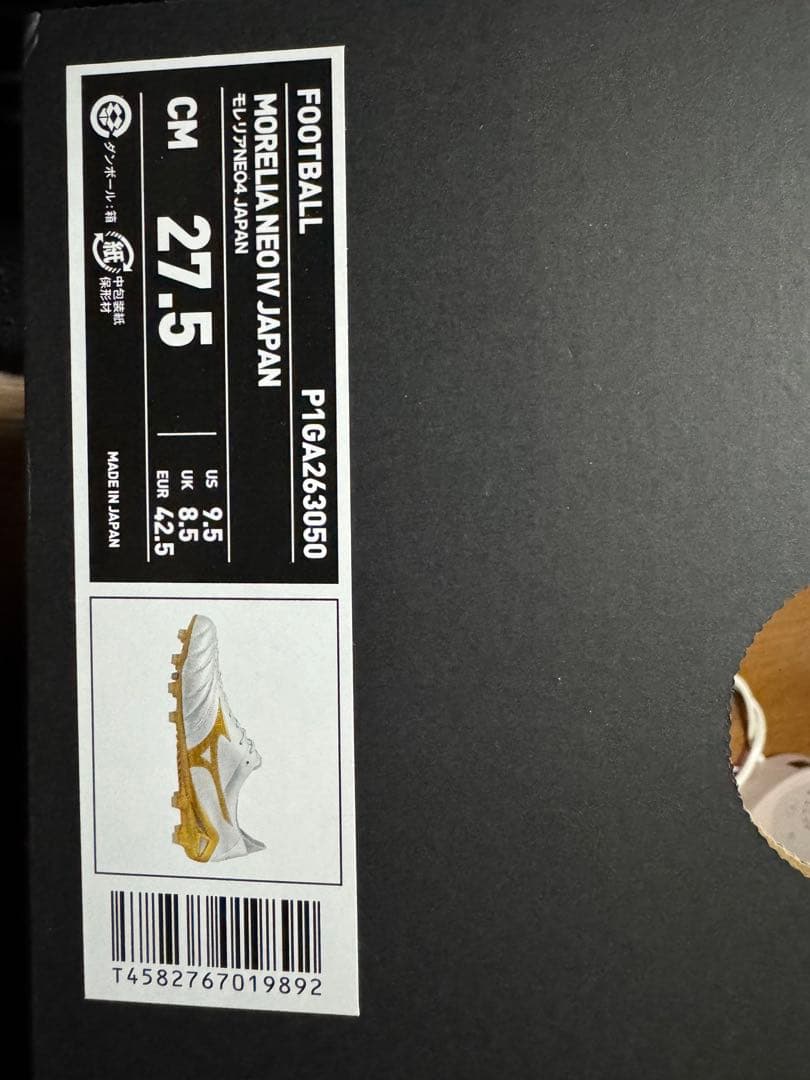 FOOTBALL P1GA263050
MORELIA NEO IV JAPAN
モレリアNEO4 JAPAN
CM 27.5
US 9.5
UK 8.5
EUR 42.5
ダンボール:箱
紙
中包装紙
保形材
MADE IN JAPAN
T4582767019892